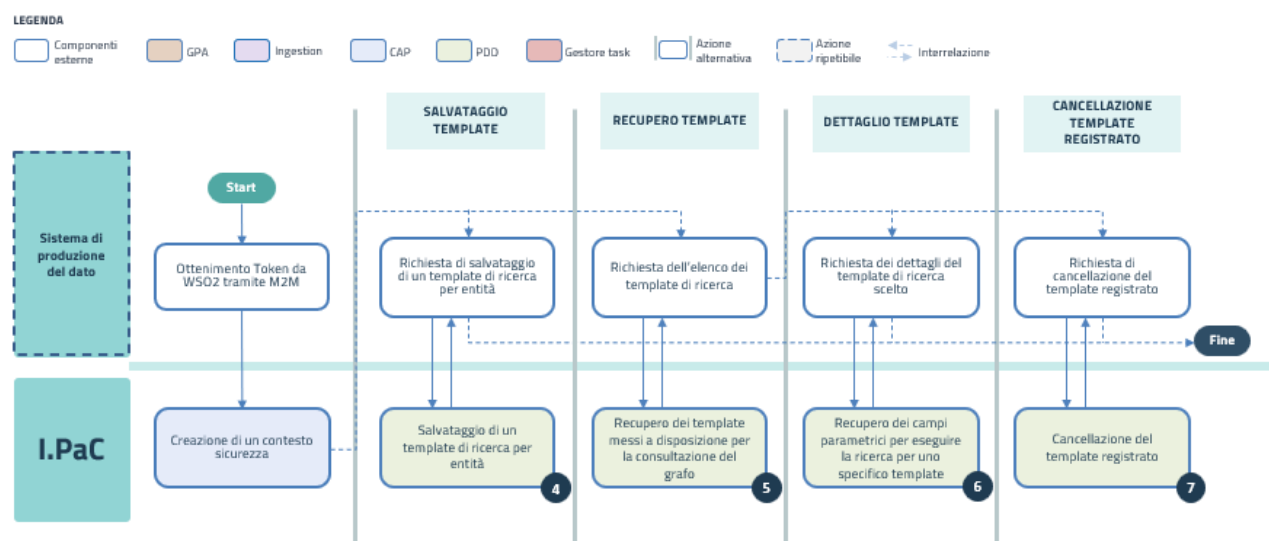 LEGENDA
Componenti
esterne
GPA
Ingestion
CAP
PDD
Gestore task
Azione
alternativa
Azione
ripetibile
Interrelazione
SALVATAGGIO
TEMPLATE
RECUPERO TEMPLATE
DETTAGLIO TEMPLATE
CANCELLAZIONE
TEMPLATE
REGISTRATO
Sistema di
produzione
del dato
Start
Ottenimento Token da
WSO2 tramite M2M
Richiesta di salvataggio
di un template di ricerca
per entità
Richiesta dell'elenco dei
template di ricerca
Richiesta dei dettagli del
template di ricerca
scelto
Richiesta di
cancellazione del
template registrato
Fine
I.PaC
Creazione di un contesto
sicurezza
Salvataggio di un
template di ricerca per
entità
4
Recupero dei template
messi a disposizione per
la consultazione del
grafo
5
Recupero dei campi
parametrici per eseguire
la ricerca per uno
specifico template
6
Cancellazione del
template registrato
7